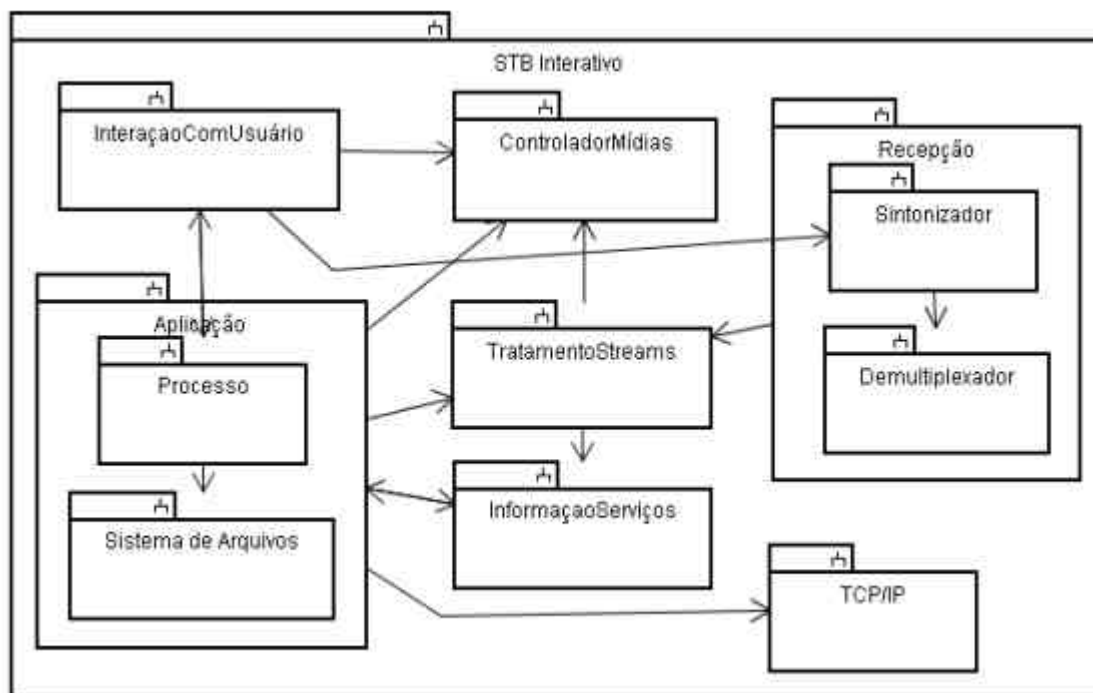 STB Interativo
InteraçaoComUsuário
ControladorMídias
Recepção
Sintonizador
Aplicação
TratamentoStreams
Processo
Demultiplexador
InformaçaoServiços
Sistema de Arquivos
TCP/IP